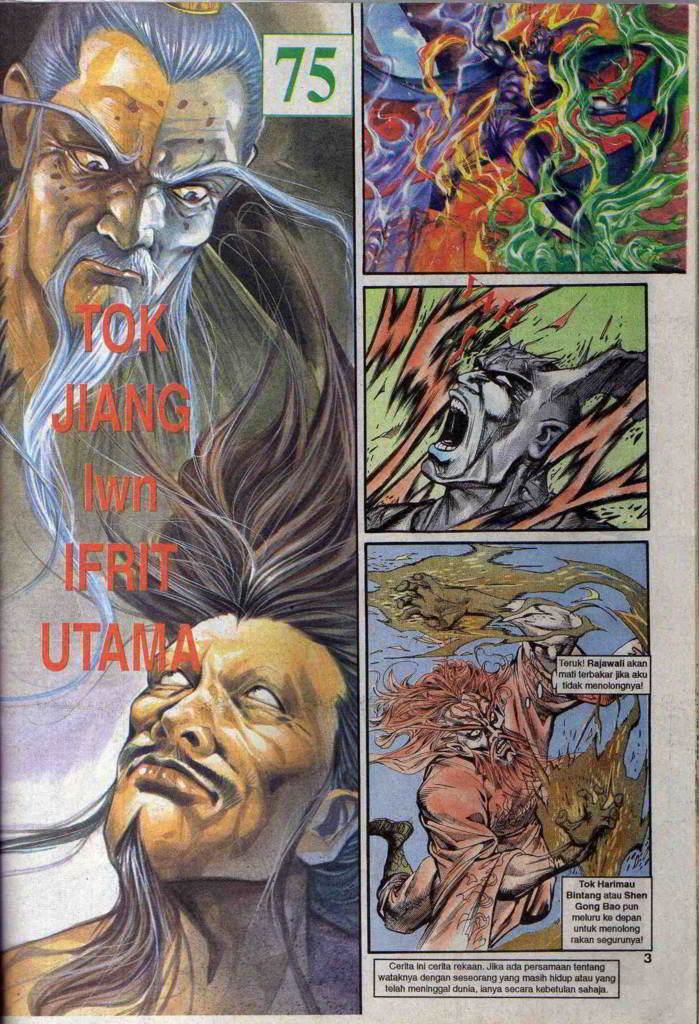 75
TOK
JIANG
lwn
IFRIT
UTAMA
Teruk! Rajawali akan
mati terbakar jika aku
tidak menolongnya!
Tok Harimau
Bintang atau Shen
Gong Bao pun
meluru ke depan
untuk menolong
rakan segurunya!
3
Cerita ini cerita rekaan. Jika ada persamaan tentang
wataknya dengan seseorang yang masih hidup atau yang
telah meninggal dunia, ianya secara kebetulan sahaja.